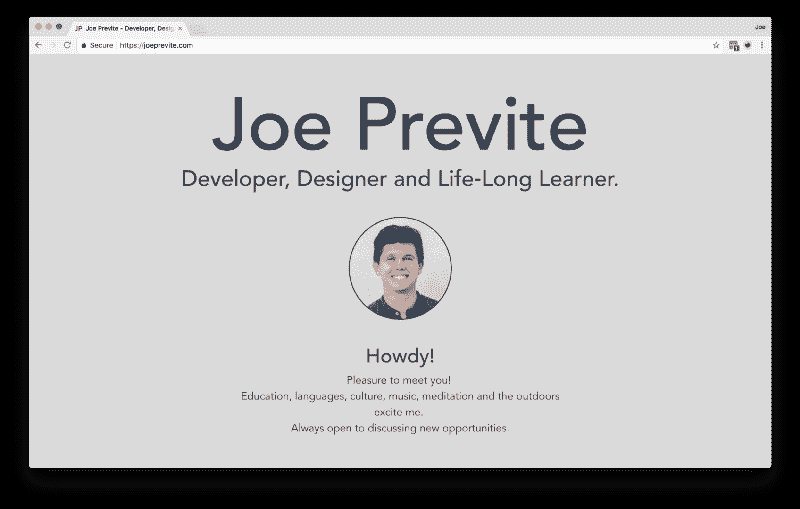 JP Joe Previte - Developer, Desig
Joe
Secure https://joeprevite.com
Joe Previte
Developer, Designer and Life-Long Learner.
Howdy!
Pleasure to meet you!
Education, languages, culture, music, meditation and the outdoors
excite me.
Always open to discussing new opportunities.